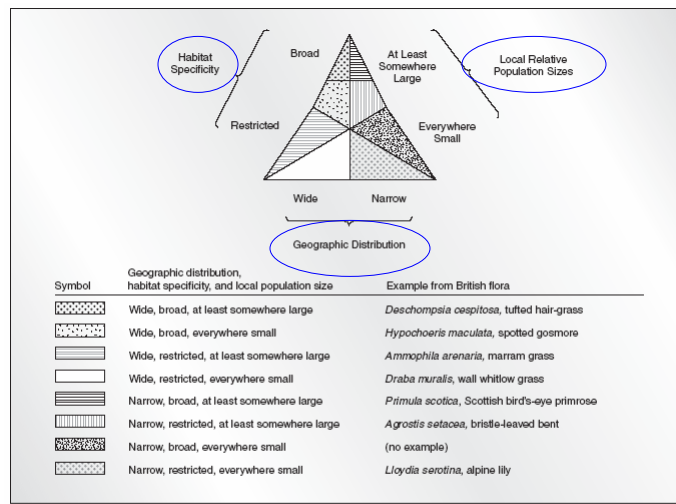 Habitat
Specificity
Broad
At Least
Somewhere
Large
Local Relative
Population Sizes
Restricted
Everywhere
Small
Wide
Narrow
Geographic Distribution
Symbol
Geographic distribution,
habitat specificity, and local population size
Example from British flora
Wide, broad, at least somewhere large
Deschompsia cespitosa, tufted hair-grass
Wide, broad, everywhere small
Hypochoeris maculata, spotted gosmore
Wide, restricted, at least somewhere large
Ammophila arenaria, marram grass
Wide, restricted, everywhere small
Draba muralis, wall whitlow grass
Narrow, broad, at least somewhere large
Primula scotica, Scottish bird's-eye primrose
Narrow, restricted, at least somewhere large
Agrostis setacea, bristle-leaved bent
Narrow, broad, everywhere small
(no example)
Narrow, restricted, everywhere small
Lloydia serotina, alpine lily